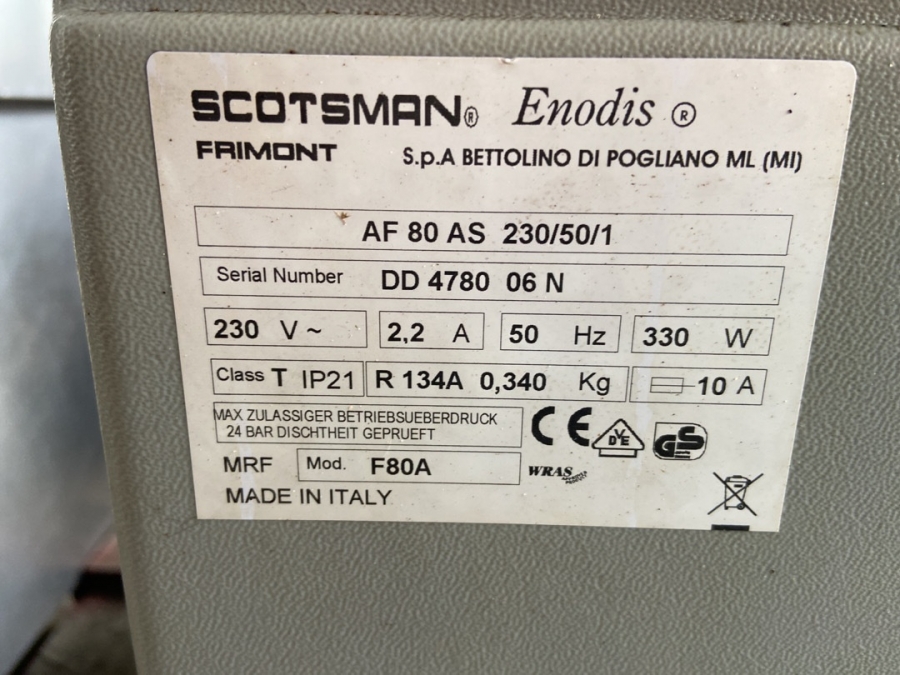 SCOTSMAN® Enodis ®
FRIMONT S.p.A BETTOLINO DI POGLIANO ML (MI)
AF 80 AS 230/50/1
Serial Number DD 4780 06 N
230 V ~ 2,2 A 50 Hz 330 W
Class T IP21 R 134A 0,340 Kg 10 A
MAX ZULASSIGER BETRIEBSUEBERDRUCK
24 BAR DISCHTHEIT GEPRUEFT
CE VDE GS
MRF Mod. F80A WRAS APPROVED PRODUCT
MADE IN ITALY